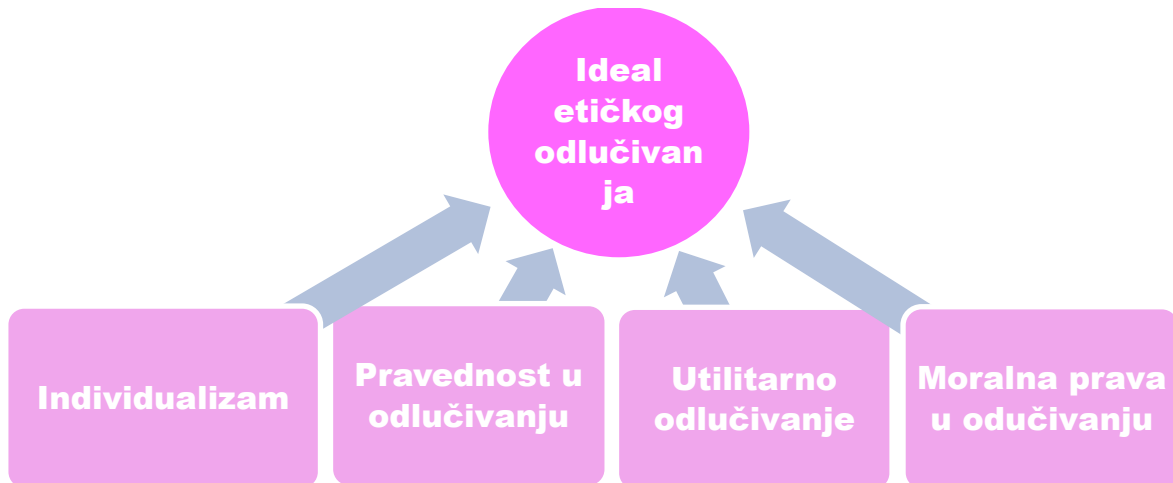 Ideal
etičkog
odlučivan
ja
Individualizam
Pravednost u
odlučivanju
Utilitarno
odlučivanje
Moralna prava
u odučivanju